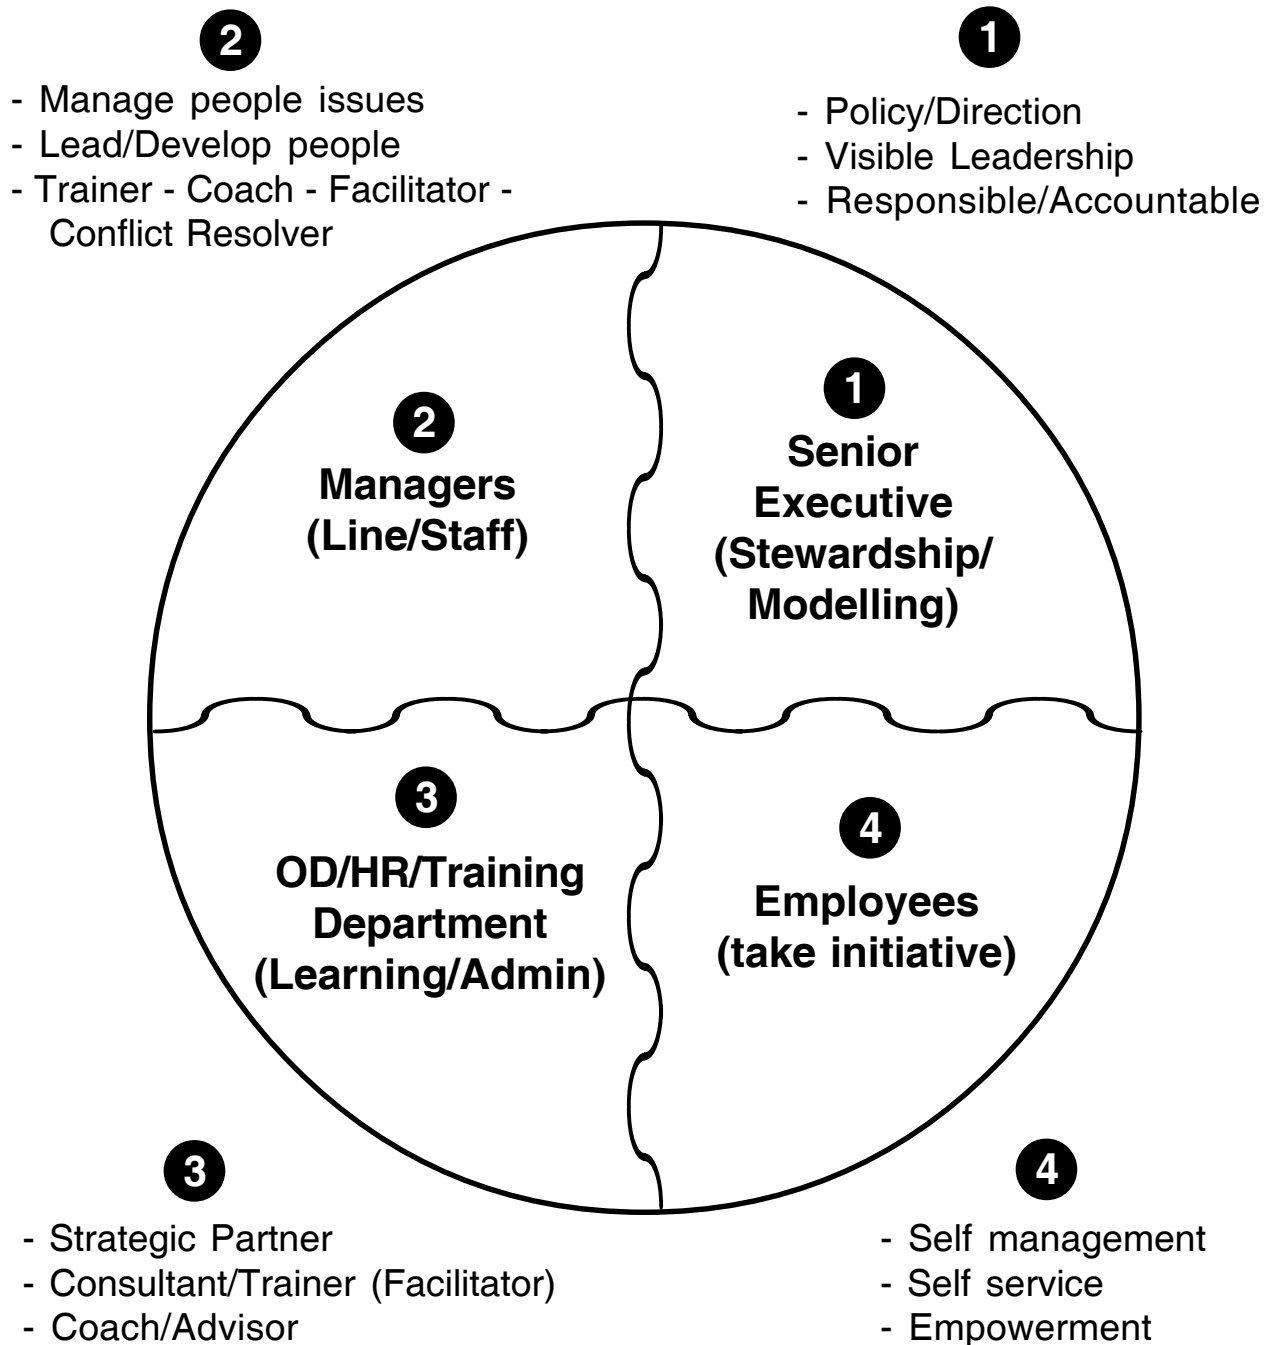 2
- Manage people issues
- Lead/Develop people
- Trainer - Coach - Facilitator -
Conflict Resolver
1
- Policy/Direction
- Visible Leadership
- Responsible/Accountable
2
Managers
(Line/Staff)
1
Senior
Executive
(Stewardship/
Modelling)
3
OD/HR/Training
Department
(Learning/Admin)
4
Employees
(take initiative)
3
- Strategic Partner
- Consultant/Trainer (Facilitator)
- Coach/Advisor
4
- Self management
- Self service
- Empowerment